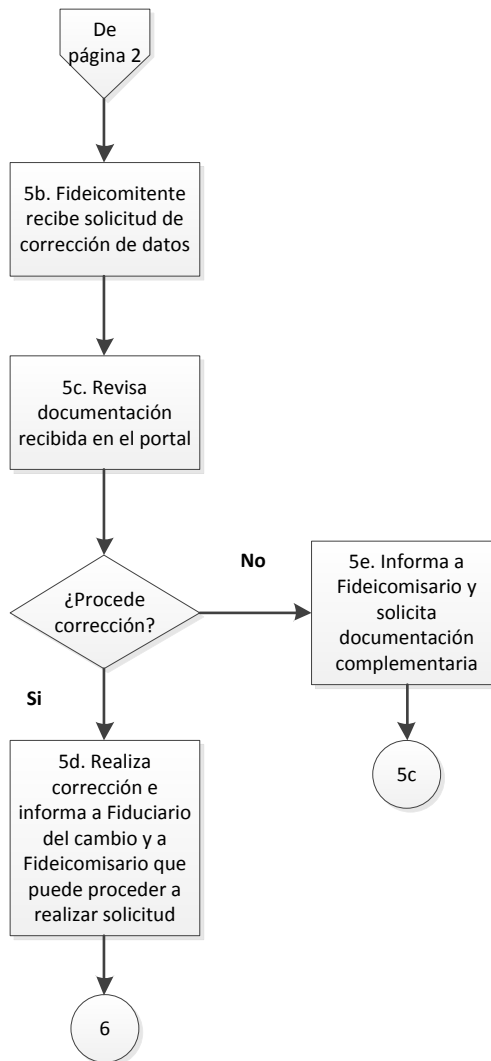 De
página 2
5b. Fideicomitente
recibe solicitud de
corrección de datos
5c. Revisa
documentación
recibida en el portal
¿Procede
corrección?
No
5e. Informa a
Fideicomisario y
solicita
documentación
complementaria
Si
5c
5d. Realiza
corrección e
informa a Fiduciario
del cambio y a
Fideicomisario que
puede proceder a
realizar solicitud
6